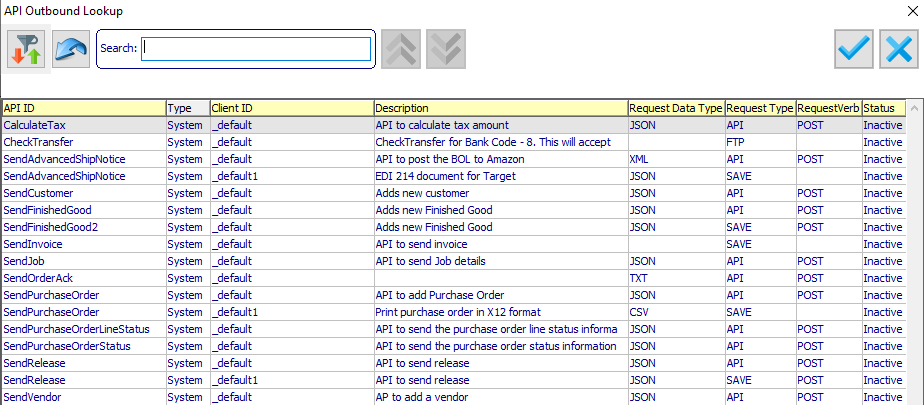 API Outbound Lookup
Search:
API ID Type Client ID Description Request Data Type Request Type RequestVerb Status
CalculateTax System _default API to calculate tax amount JSON API POST Inactive
CheckTransfer System _default CheckTransfer for Bank Code - 8. This will accept FTP Inactive
SendAdvancedShipNotice System _default API to post the BOL to Amazon XML API POST Inactive
SendAdvancedShipNotice System _default1 EDI 214 document for Target JSON SAVE Inactive
SendCustomer System _default Adds new customer JSON API POST Inactive
SendFinishedGood System _default Adds new Finished Good JSON API POST Inactive
SendFinishedGood2 System _default Adds new Finished Good JSON API POST Inactive
SendInvoice System _default API to send invoice SAVE Inactive
SendJob System _default API to send Job details JSON API POST Inactive
SendOrderAck System _default TXT API POST Inactive
SendPurchaseOrder System _default API to add Purchase Order JSON API POST Inactive
SendPurchaseOrder System _default1 Print purchase order in X12 format CSV SAVE Inactive
SendPurchaseOrderLineStatus System _default API to send the purchase order line status informa JSON API POST Inactive
SendPurchaseOrderStatus System _default API to send the purchase order status information JSON API POST Inactive
SendRelease System _default API to send release JSON API POST Inactive
SendRelease System _default1 API to send release JSON SAVE POST Inactive
SendVendor System _default AP to add a vendor JSON API POST Inactive